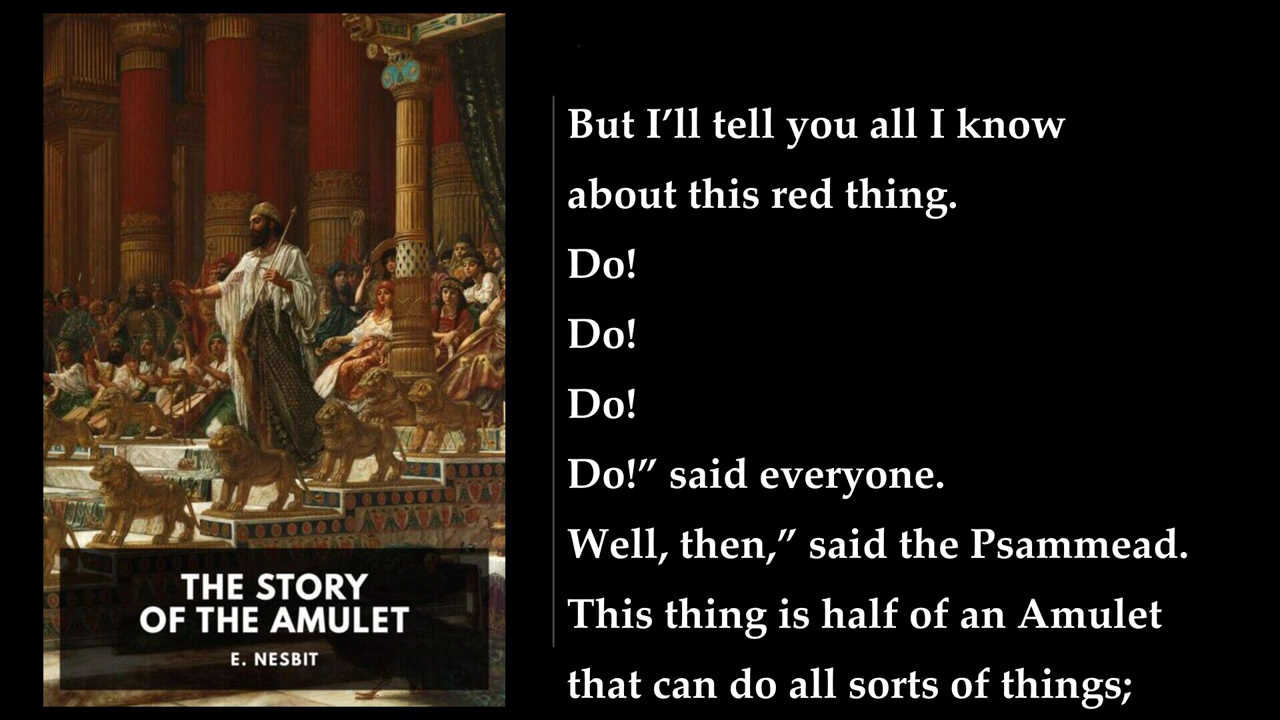 THE STORY
OF THE AMULET
E. NESBIT
But I’ll tell you all I know
about this red thing.
Do!
Do!
Do!
Do!” said everyone.
Well, then,” said the Psammead.
This thing is half of an Amulet
that can do all sorts of things;